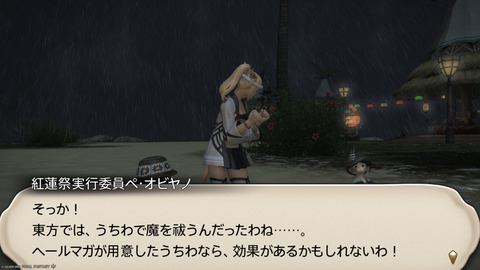 紅蓮祭実行委員ペ・オビヤノ
そっか！
東方では、うちわで魔を祓うんだったわね……。
ヘールマガが用意したうちわなら、効果があるかもしれないわ！